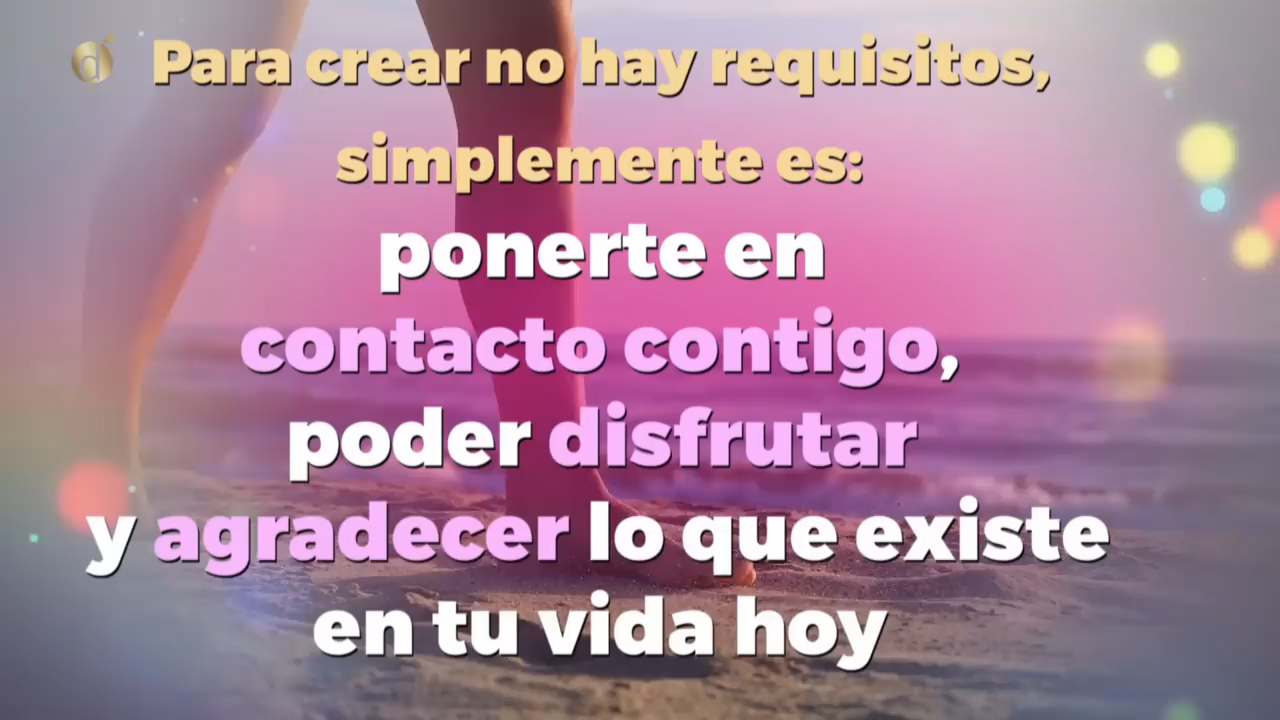 Para crear no hay requisitos,
simplemente es:
ponerte en
contacto contigo,
poder disfrutar
y agradecer lo que existe
en tu vida hoy